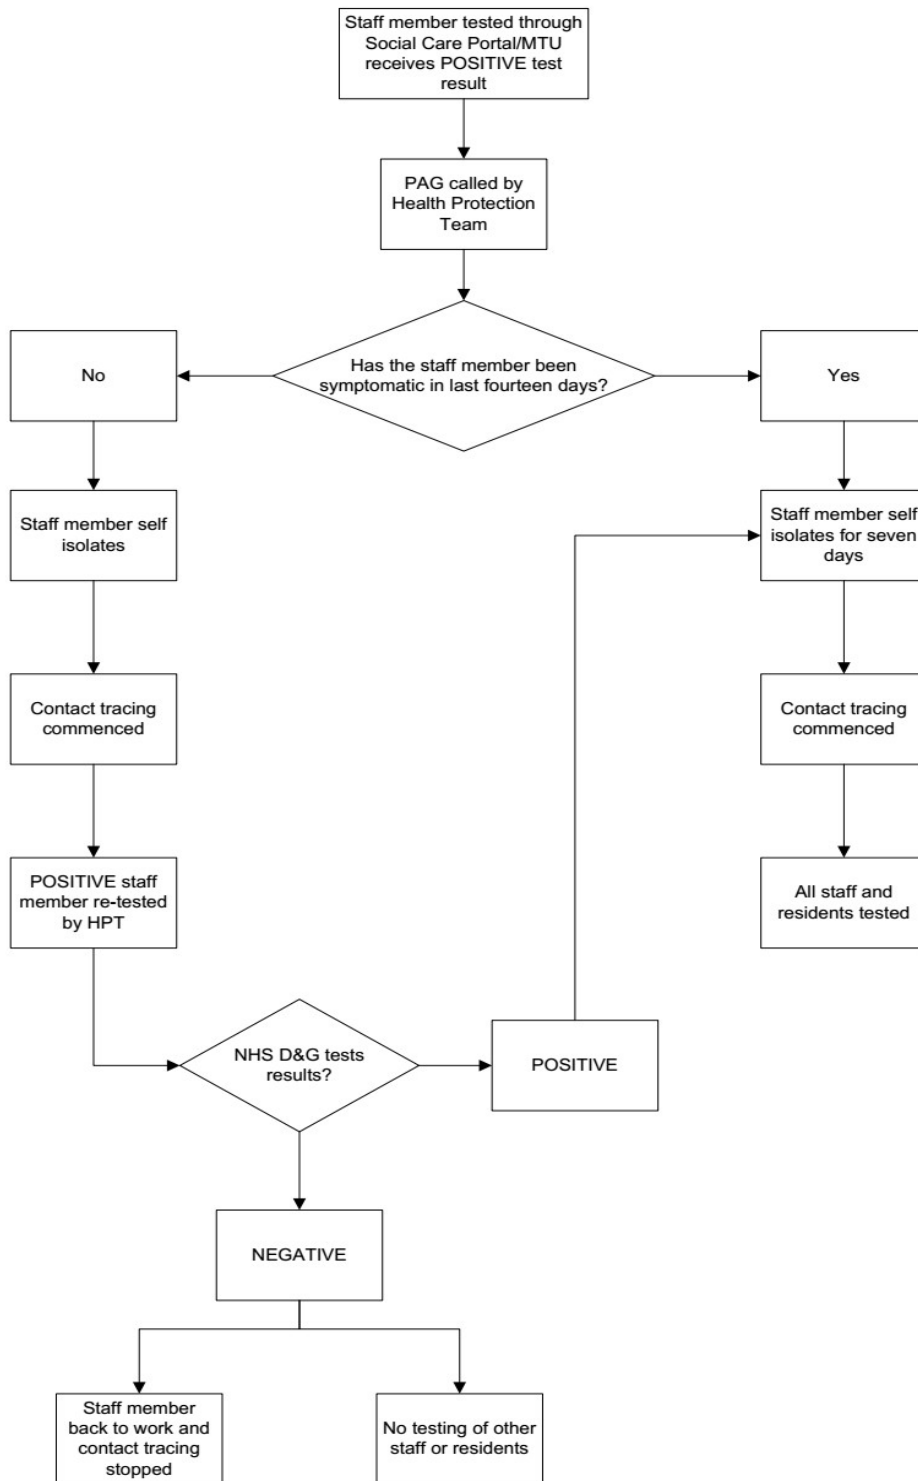 Staff member tested through
Social Care Portal/MTU
receives POSITIVE test
result
PAG called by
Health Protection
Team
Has the staff member been
symptomatic in last fourteen days?
No
Yes
Staff member self
isolates
Staff member self
isolates for seven
days
Contact tracing
commenced
Contact tracing
commenced
POSITIVE staff
member re-tested
by HPT
All staff and
residents tested
NHS D&G tests
results?
POSITIVE
NEGATIVE
Staff member
back to work and
contact tracing
stopped
No testing of other
staff or residents